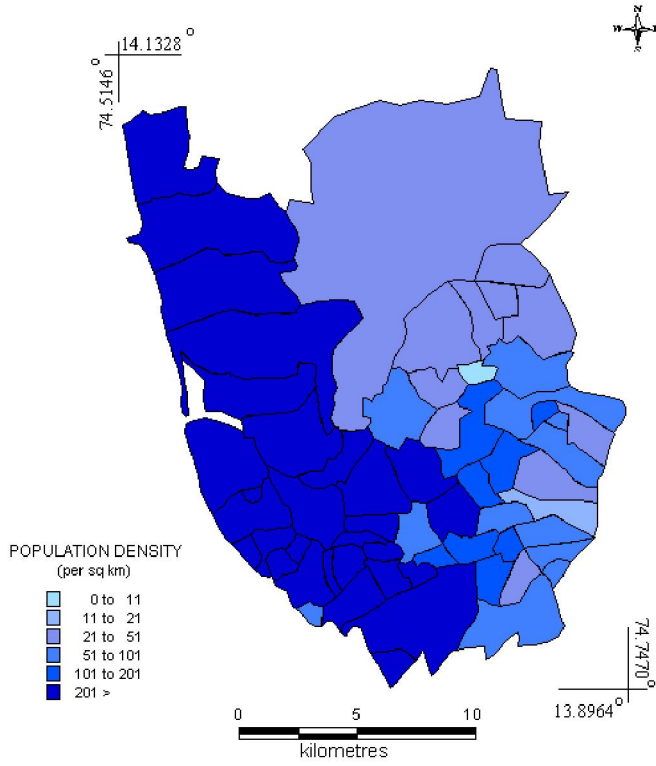 N
W E
S
14.1328°
74.5146°
POPULATION DENSITY
(per sq km)
0 to 11
11 to 21
21 to 51
51 to 101
101 to 201
201 >
74.7470°
13.8964°
0 5 10
kilometres